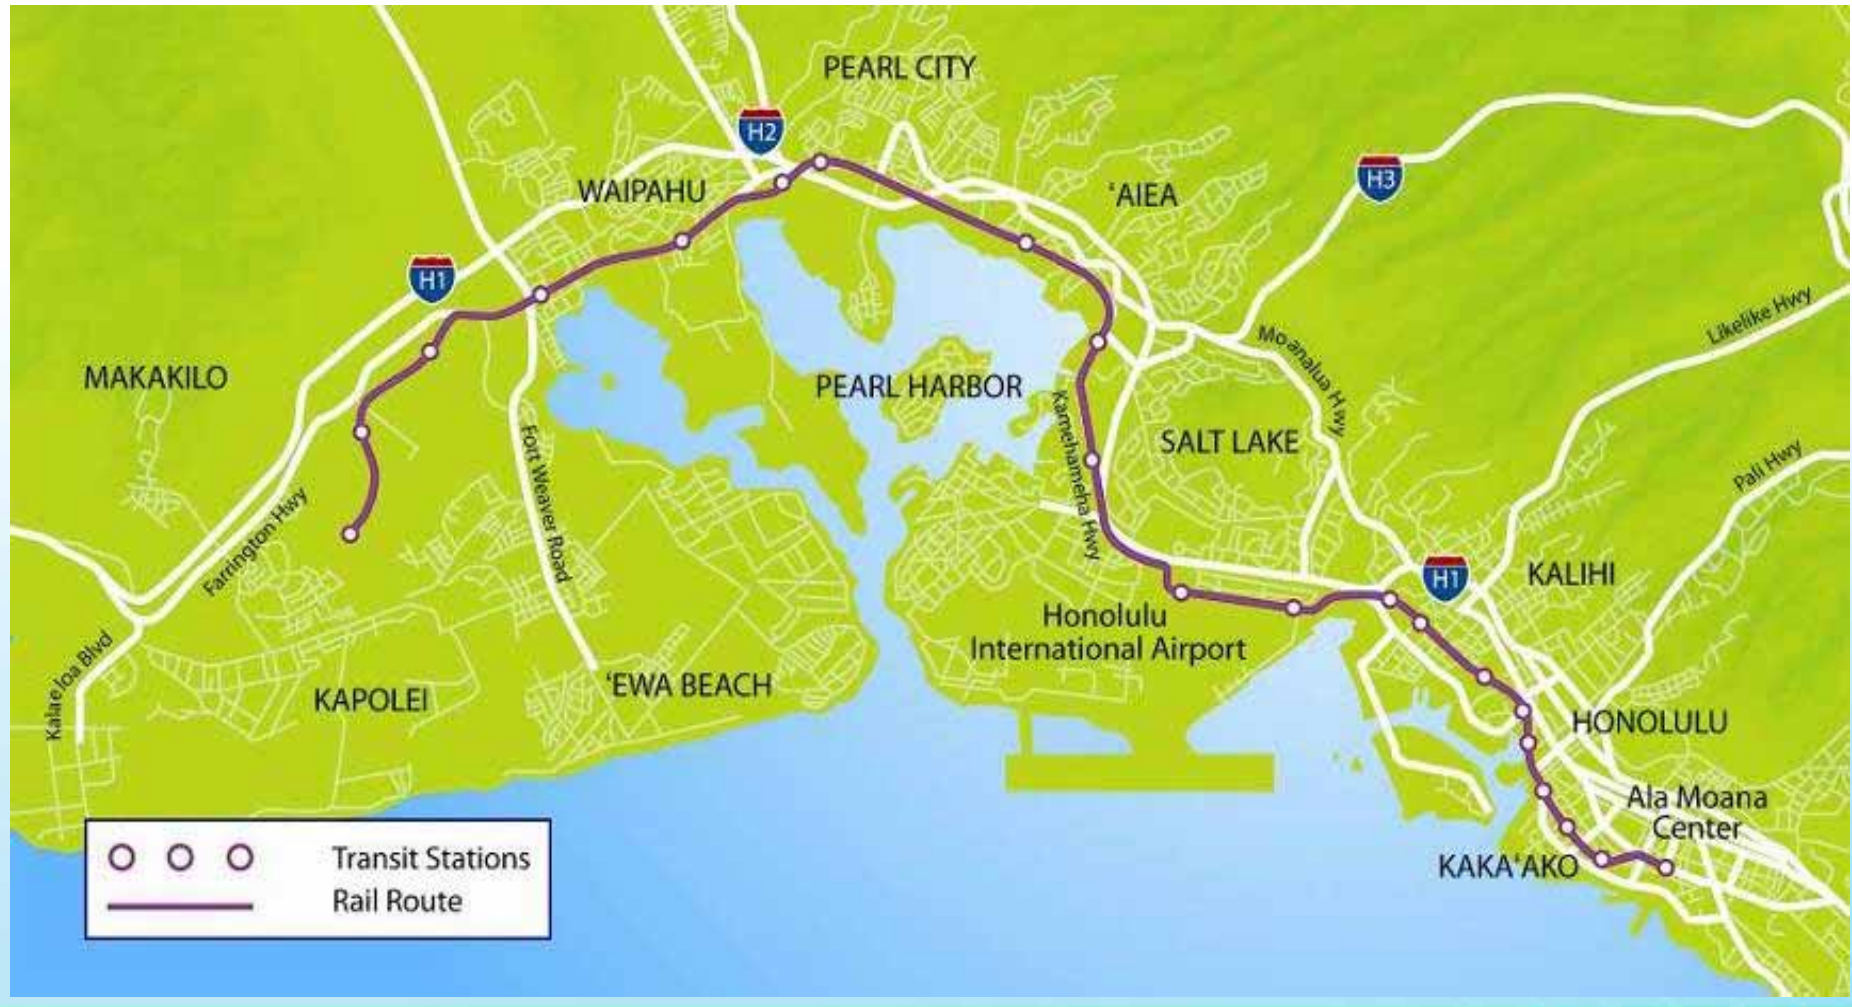 PEARL CITY
H2
H3
WAIPAHU
'AIEA
H1
Likelike Hwy
Moanalua Hwy
MAKAKILO
PEARL HARBOR
Kamehameha Hwy
SALT LAKE
Fort Weaver Road
Pali Hwy
Farrington Hwy
H1
KALIHI
Honolulu
International Airport
Kalaeloa Blvd
KAPOLEI
'EWA BEACH
HONOLULU
Ala Moana
Center
KAKA'AKO
Transit Stations
Rail Route